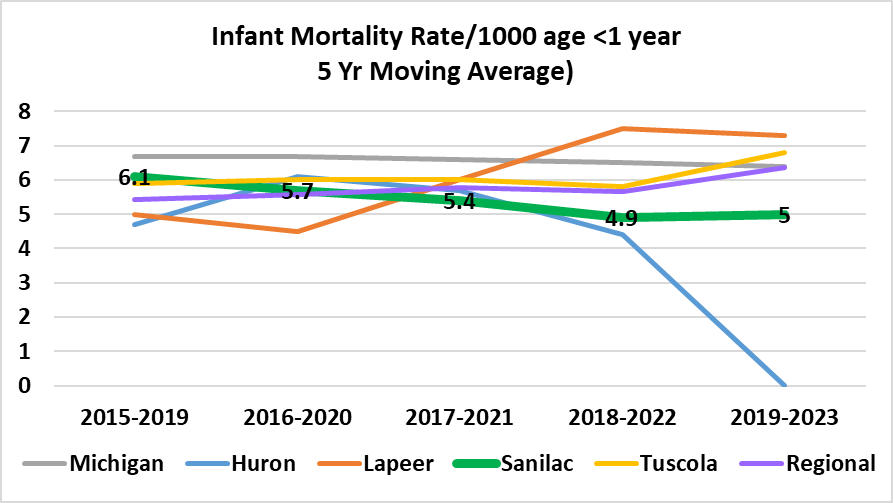 Infant Mortality Rate/1000 age <1 year
5 Yr Moving Average)
8
7
6
5
4
3
2
1
0
6.1
5.7
5.4
4.9
5
2015-2019
2016-2020
2017-2021
2018-2022
2019-2023
Michigan
Huron
Lapeer
Sanilac
Tuscola
Regional